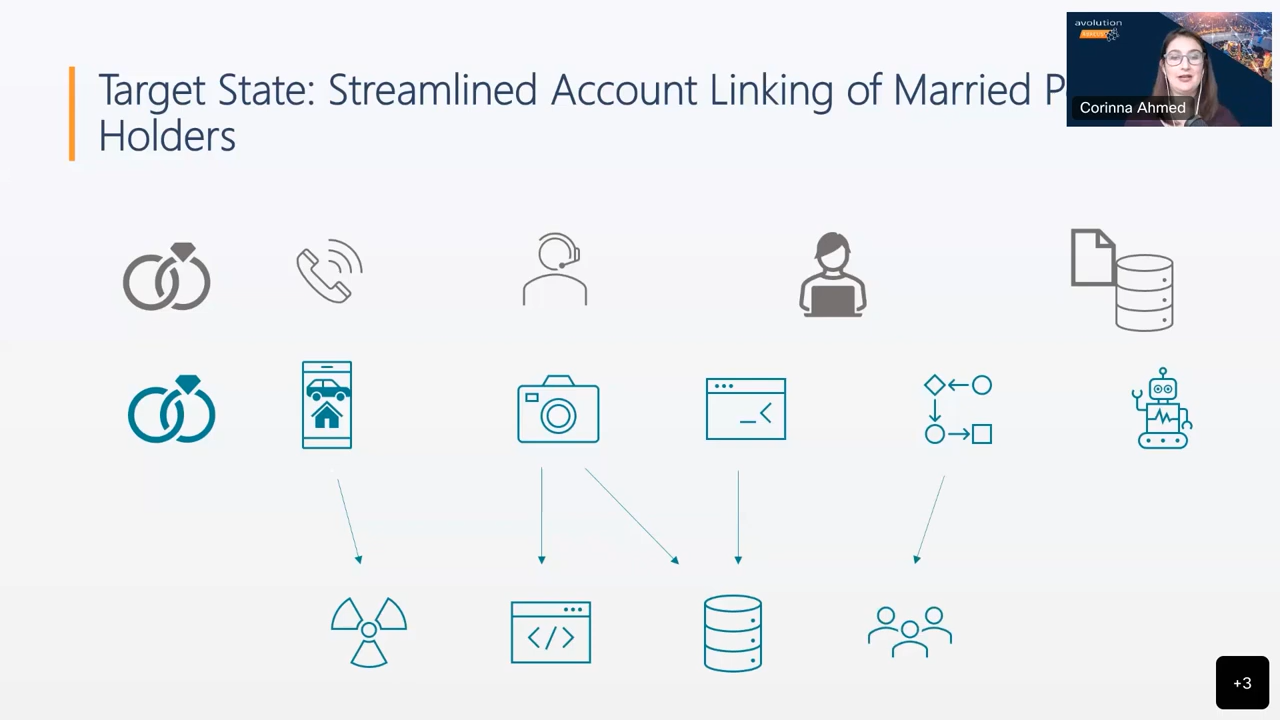 Target State: Streamlined Account Linking of Married
Holders
avolution
Corinna Ahmed
</>
+3